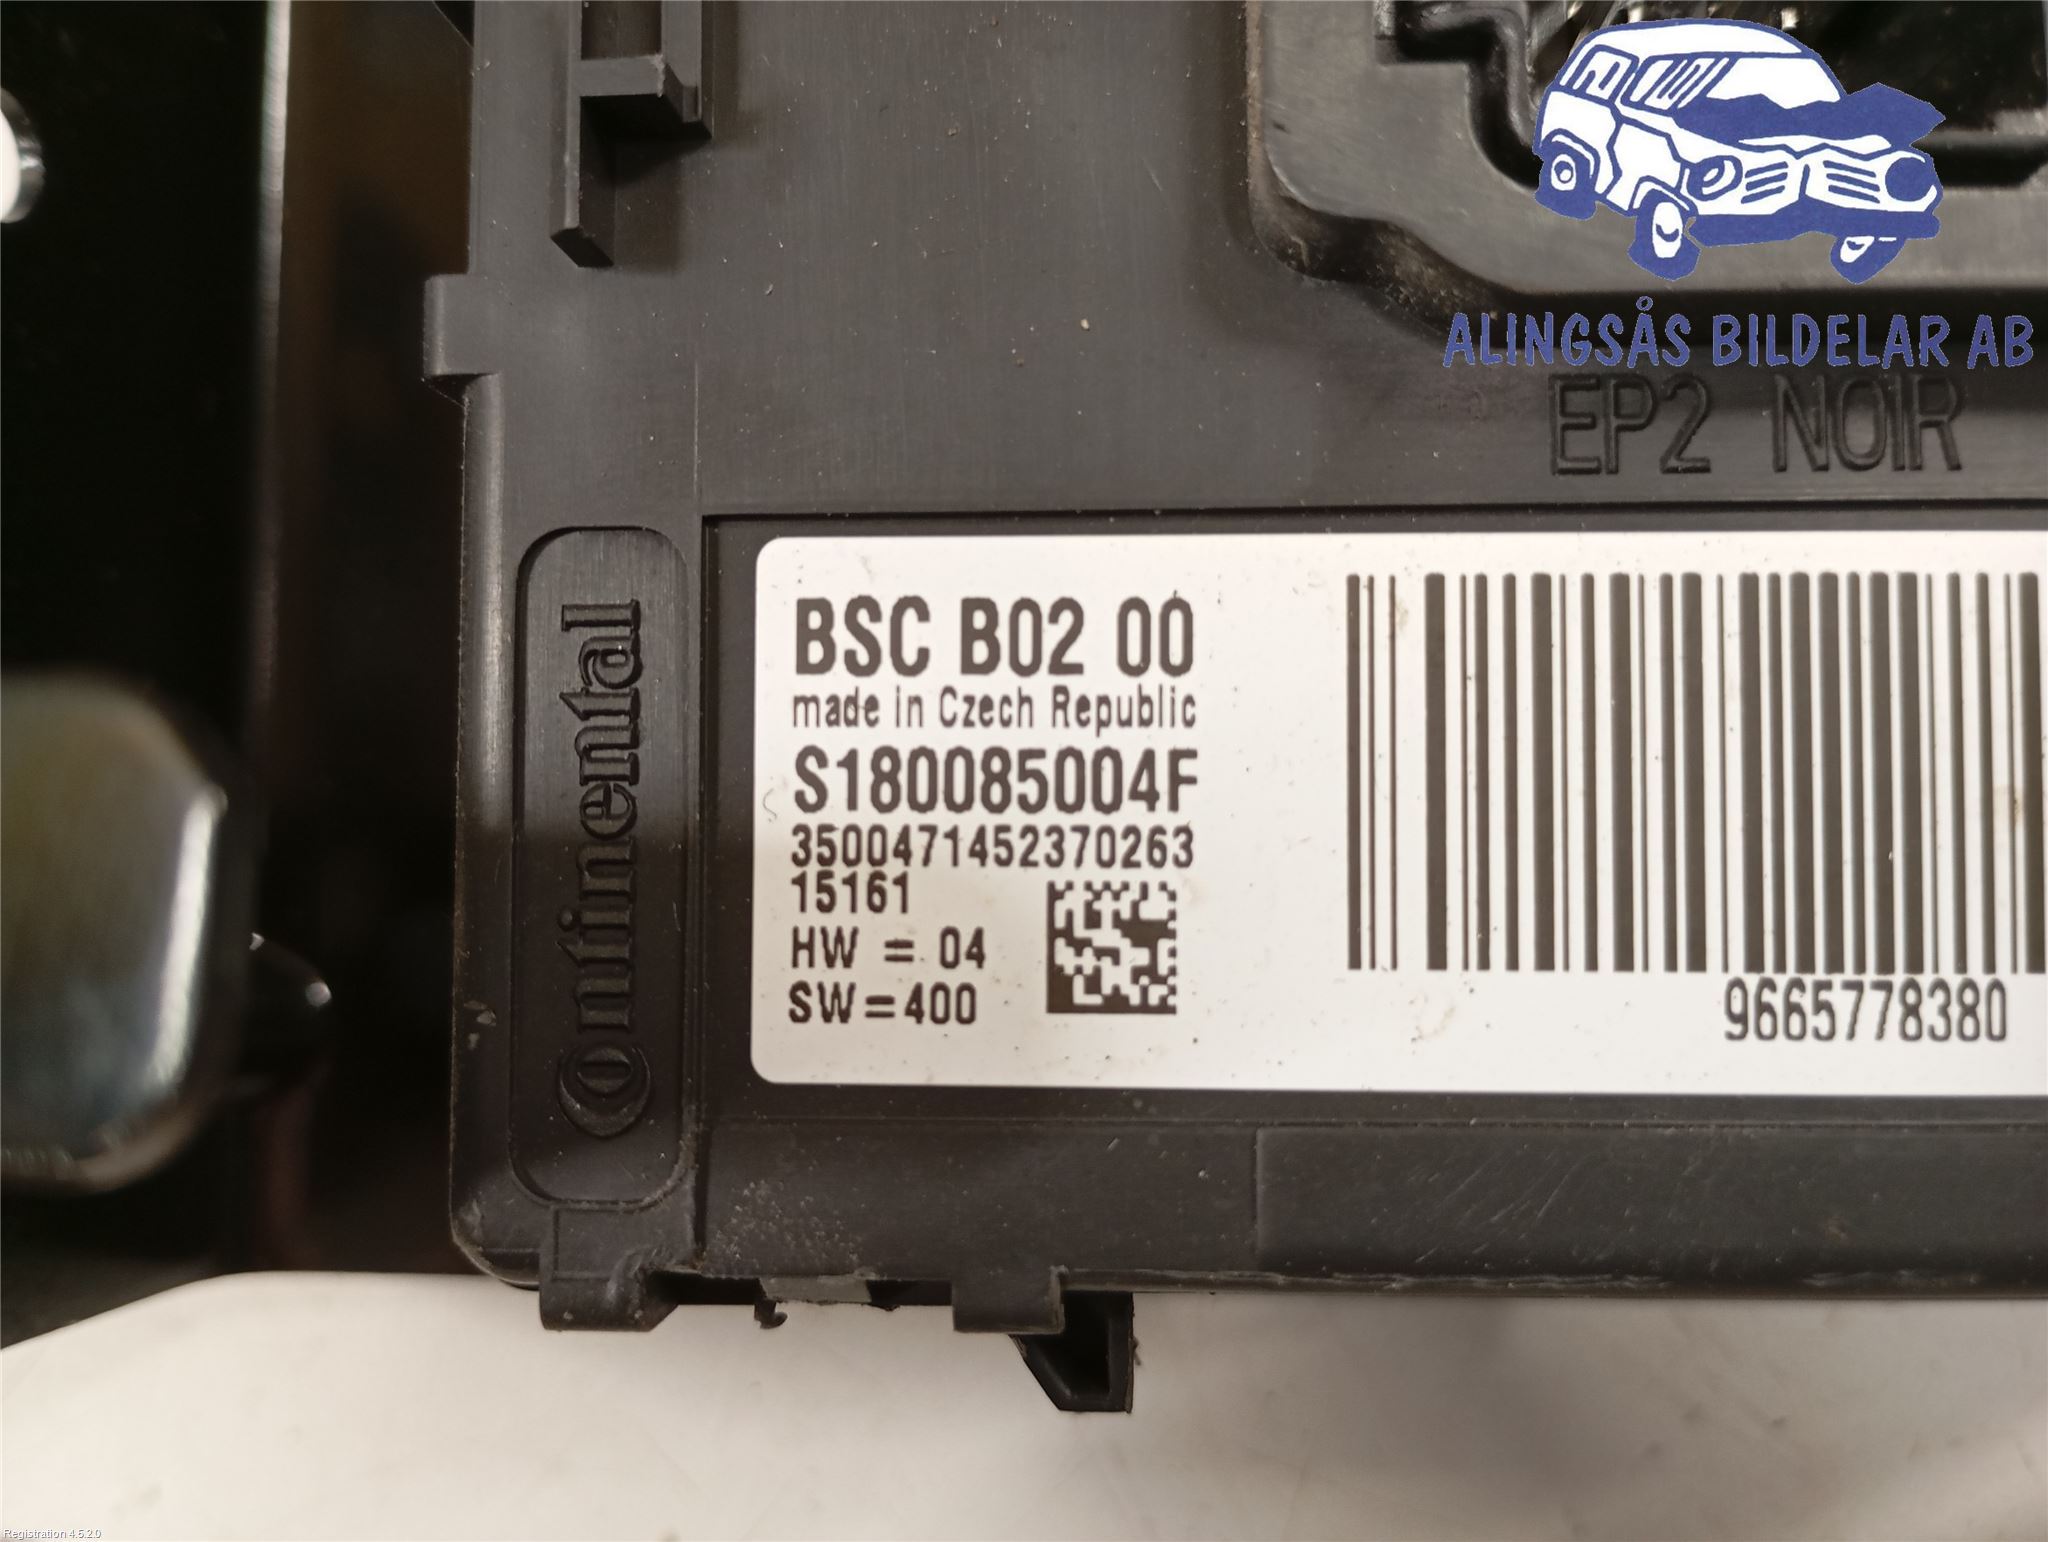 ALINGSÅS BILDELAR AB
EP2 NOIR
Continental
BSC B02 00
made in Czech Republic
S180085004F
3500471452370263
15161
HW = 04
SW=400
9665778380
Registration 4.5.2.0